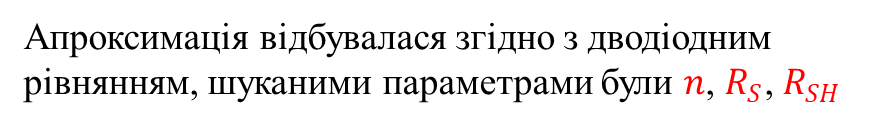 Апроксимація відбувалася згідно з дводіодним
рівнянням, шуканими параметрами були n, R_S, R_SH